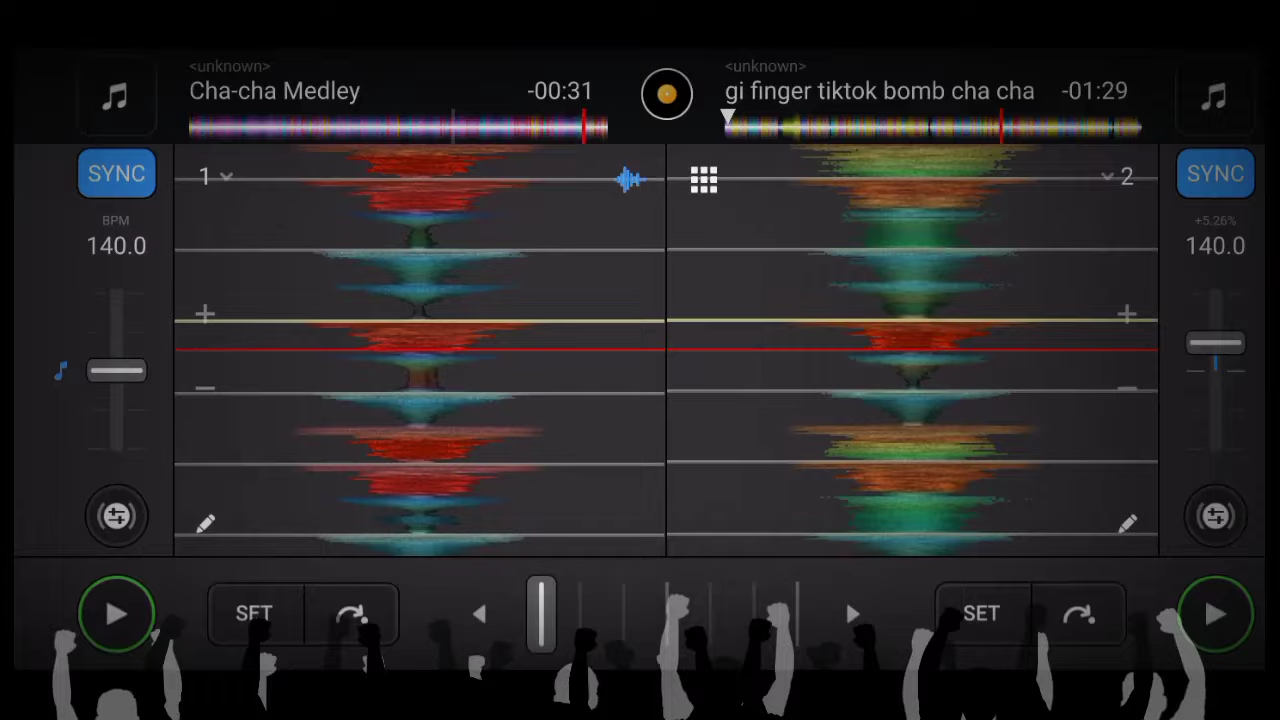 <unknown>
Cha-cha Medley -00:31
<unknown>
gi finger tiktok bomb cha cha -01:29
SYNC
1
2
SYNC
BPM
140.0
+5.26%
140.0
SET
SET